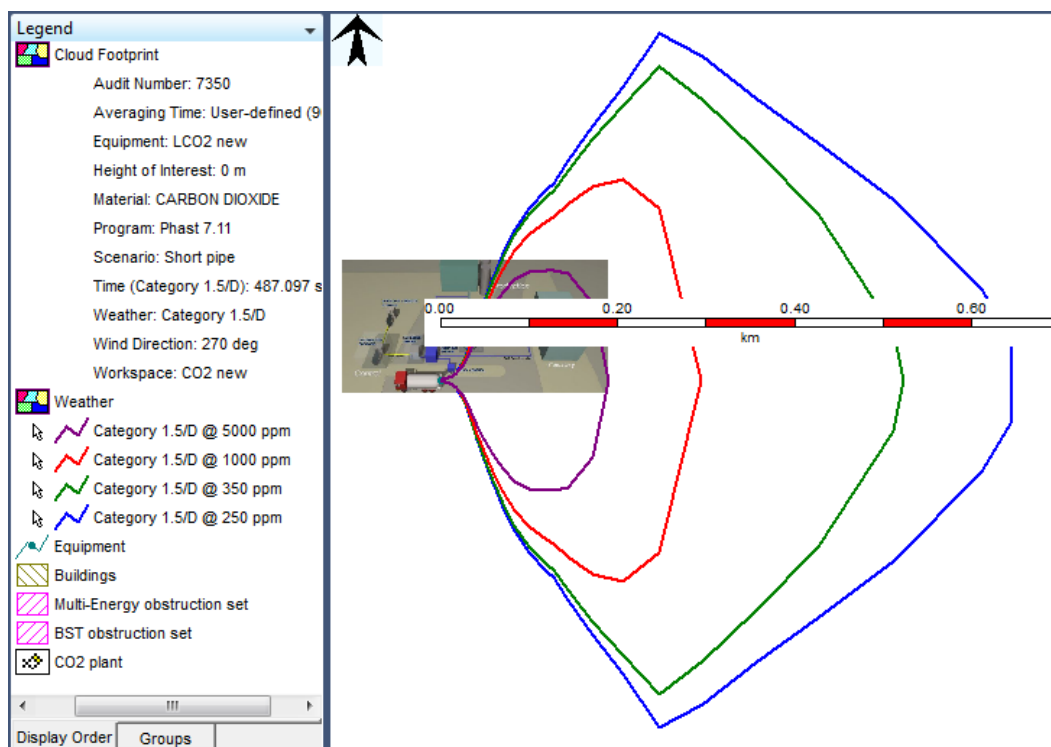 Legend
Cloud Footprint
Audit Number: 7350
Averaging Time: User-defined (9
Equipment: LCO2 new
Height of Interest: 0 m
Material: CARBON DIOXIDE
Program: Phast 7.11
Scenario: Short pipe
Time (Category 1.5/D): 487.097 s
Weather: Category 1.5/D
Wind Direction: 270 deg
Workspace: CO2 new
Weather
Category 1.5/D @ 5000 ppm
Category 1.5/D @ 1000 ppm
Category 1.5/D @ 350 ppm
Category 1.5/D @ 250 ppm
Equipment
Buildings
Multi-Energy obstruction set
BST obstruction set
CO2 plant
Display Order
Groups
0.00 0.20 0.40 0.60
km